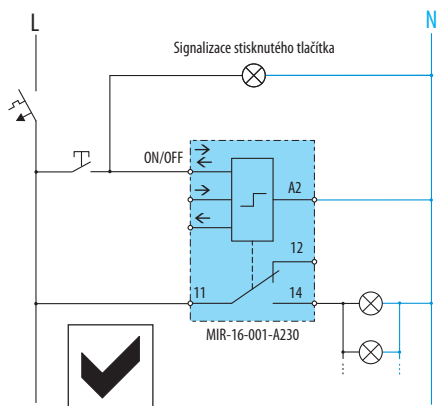 L
N
Signalizace stisknutého tlačítka
ON/OFF
A2
12
11
14
MIR-16-001-A230